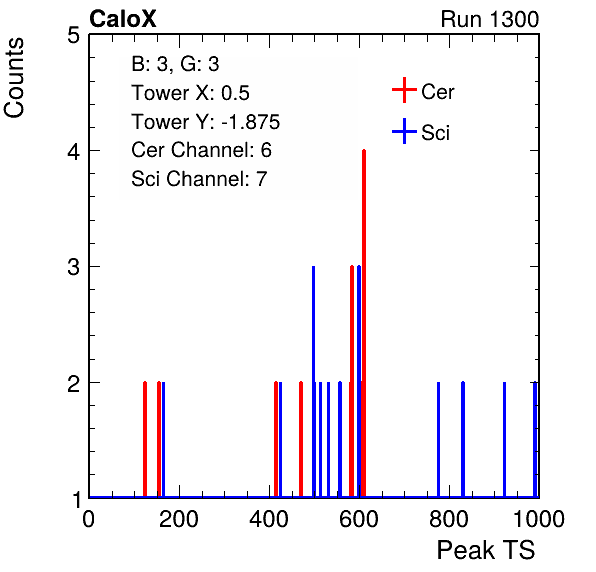 CaloX Run 1300
Counts
5
4
3
2
1
B: 3, G: 3
Tower X: 0.5
Tower Y: -1.875
Cer Channel: 6
Sci Channel: 7
Cer
Sci
0 200 400 600 800 1000
Peak TS